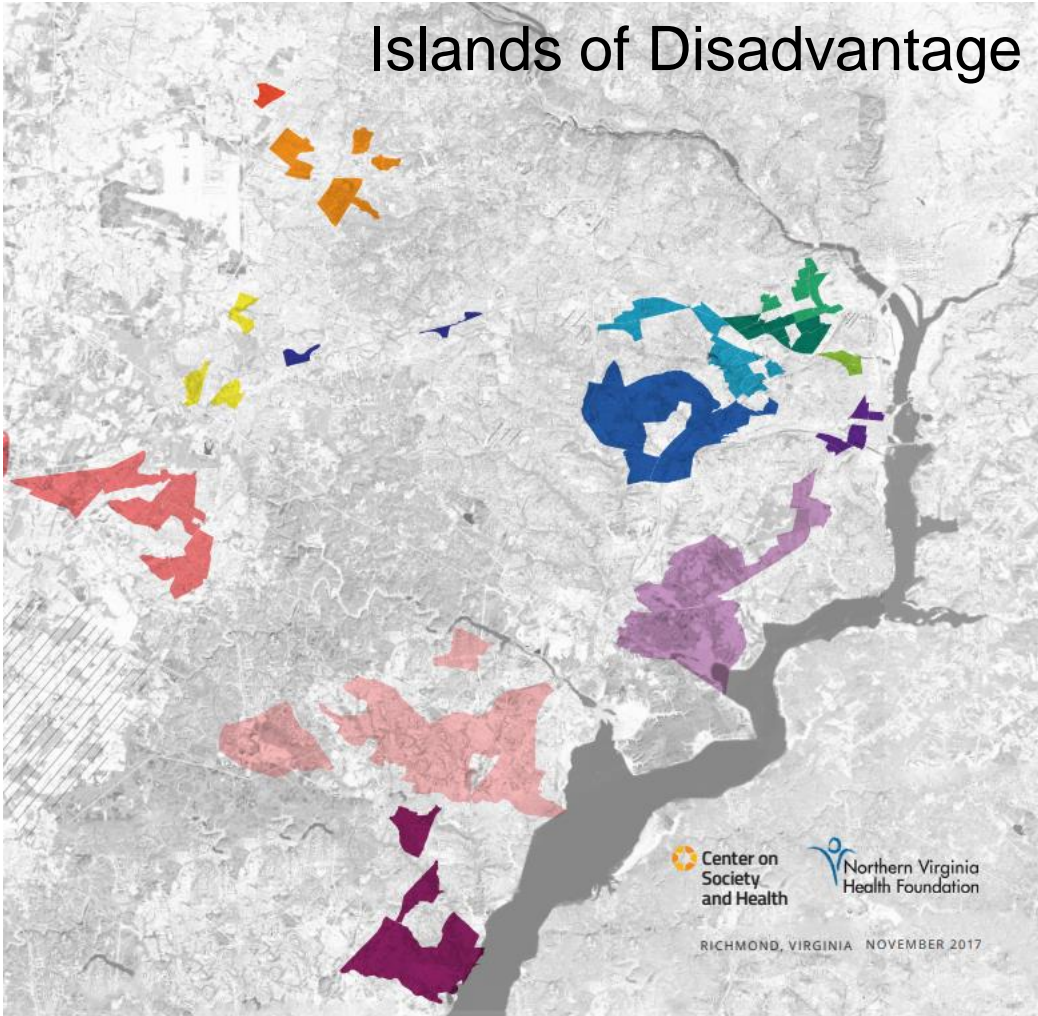 Islands of Disadvantage
Center on
Society
and Health
Northern Virginia
Health Foundation
RICHMOND, VIRGINIA NOVEMBER 2017